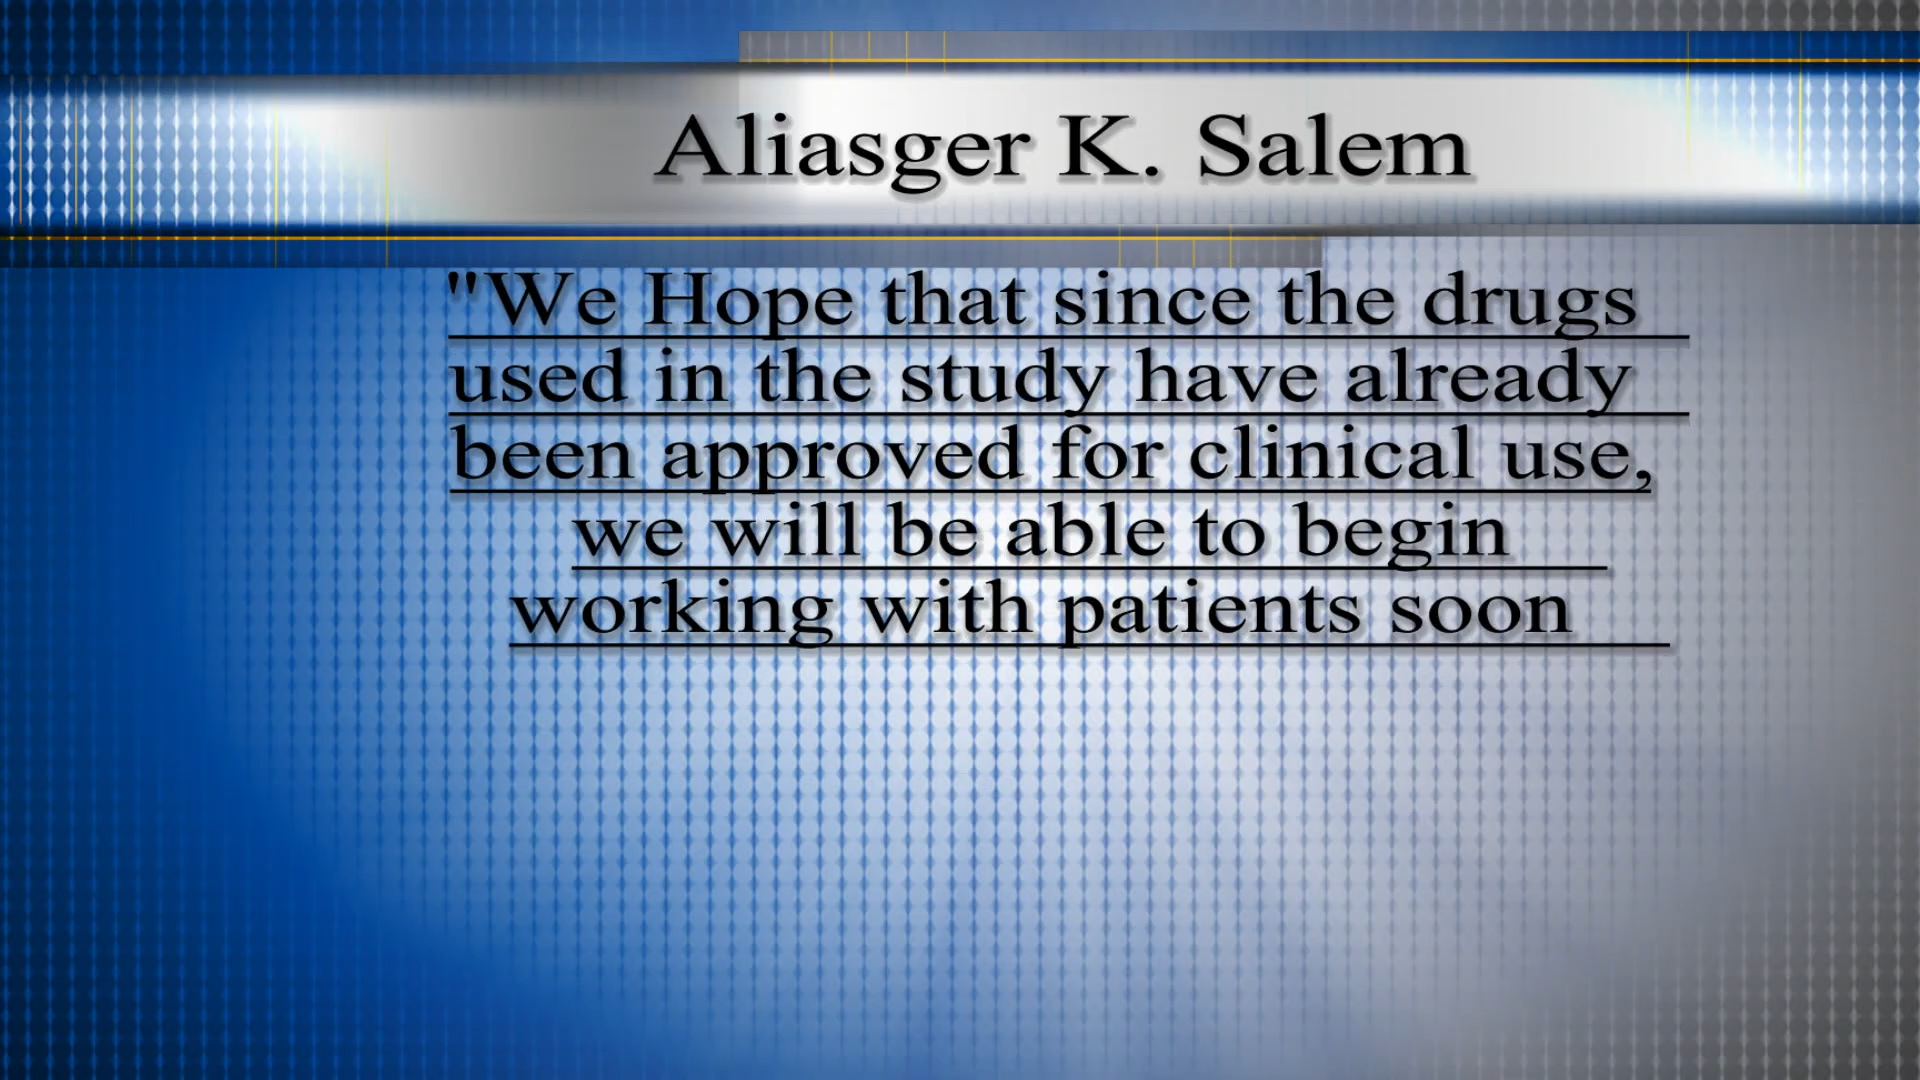 Aliasger K. Salem
"We Hope that since the drugs
used in the study have already
been approved for clinical use,
we will be able to begin
working with patients soon